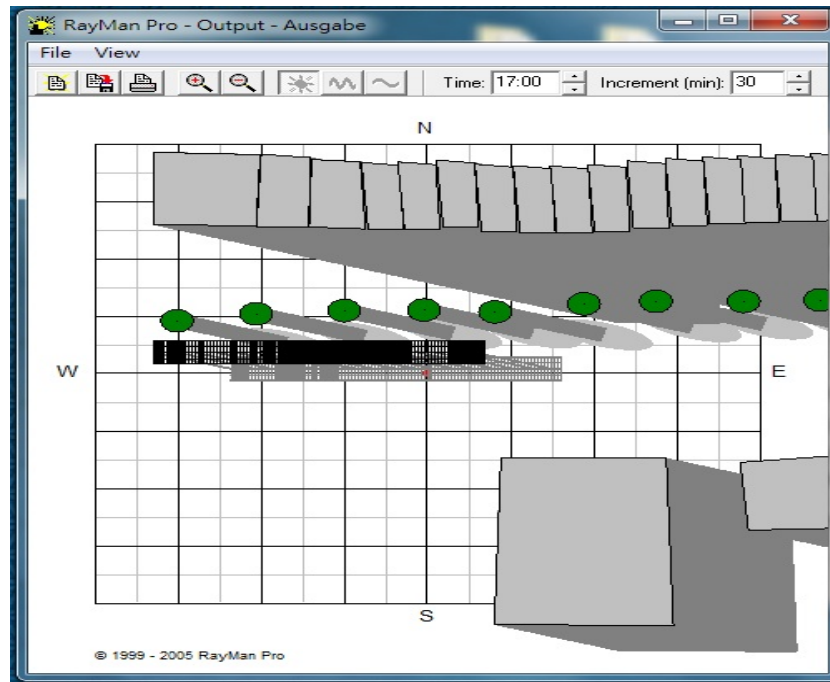 RayMan Pro - Output - Ausgabe
File View
Time: 17:00 Increment (min): 30
N
W E
S
© 1999 - 2005 RayMan Pro